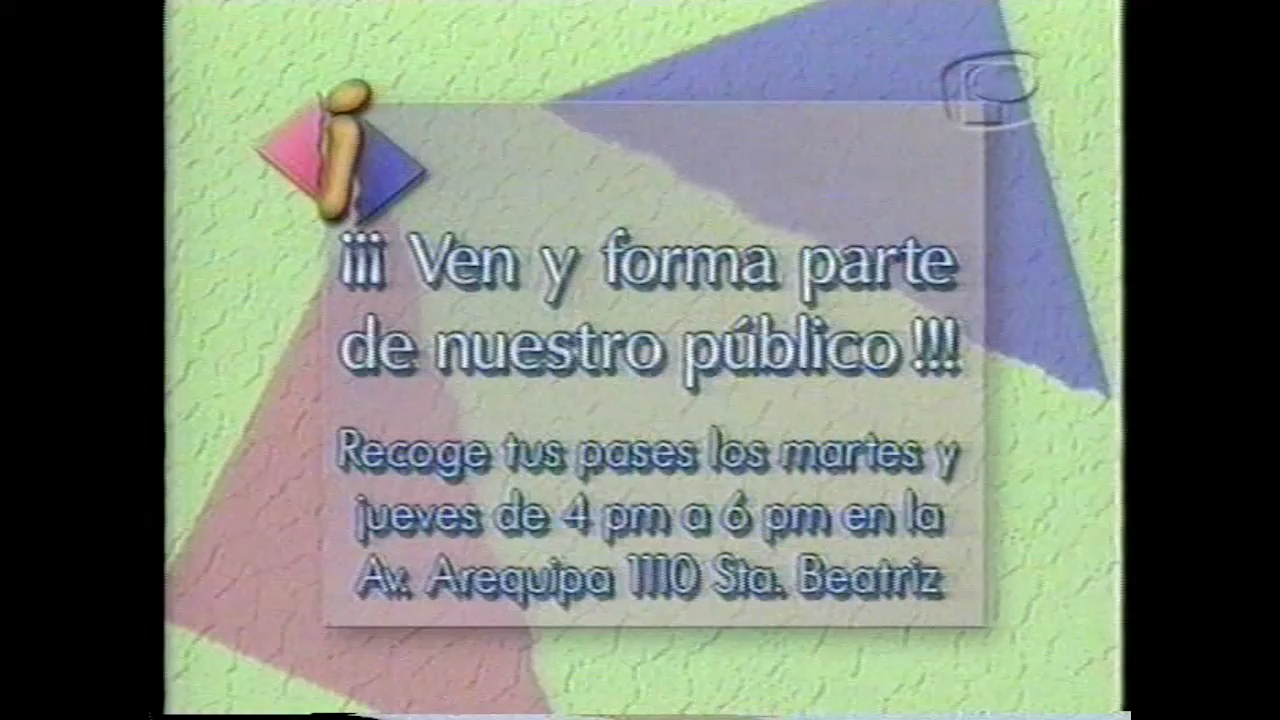 ¡¡¡ Ven y forma parte
de nuestro público !!!
Recoge tus pases los martes y
jueves de 4 pm a 6 pm en la
Av. Arequipa 1110 Sta. Beatriz